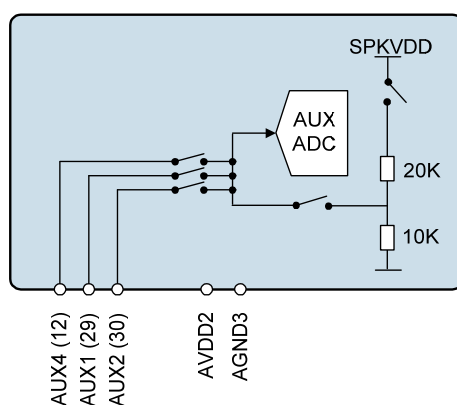 SPKVDD
AUX
ADC
20K
10K
AUX4 (12)
AUX1 (29)
AUX2 (30)
AVDD2
AGND3